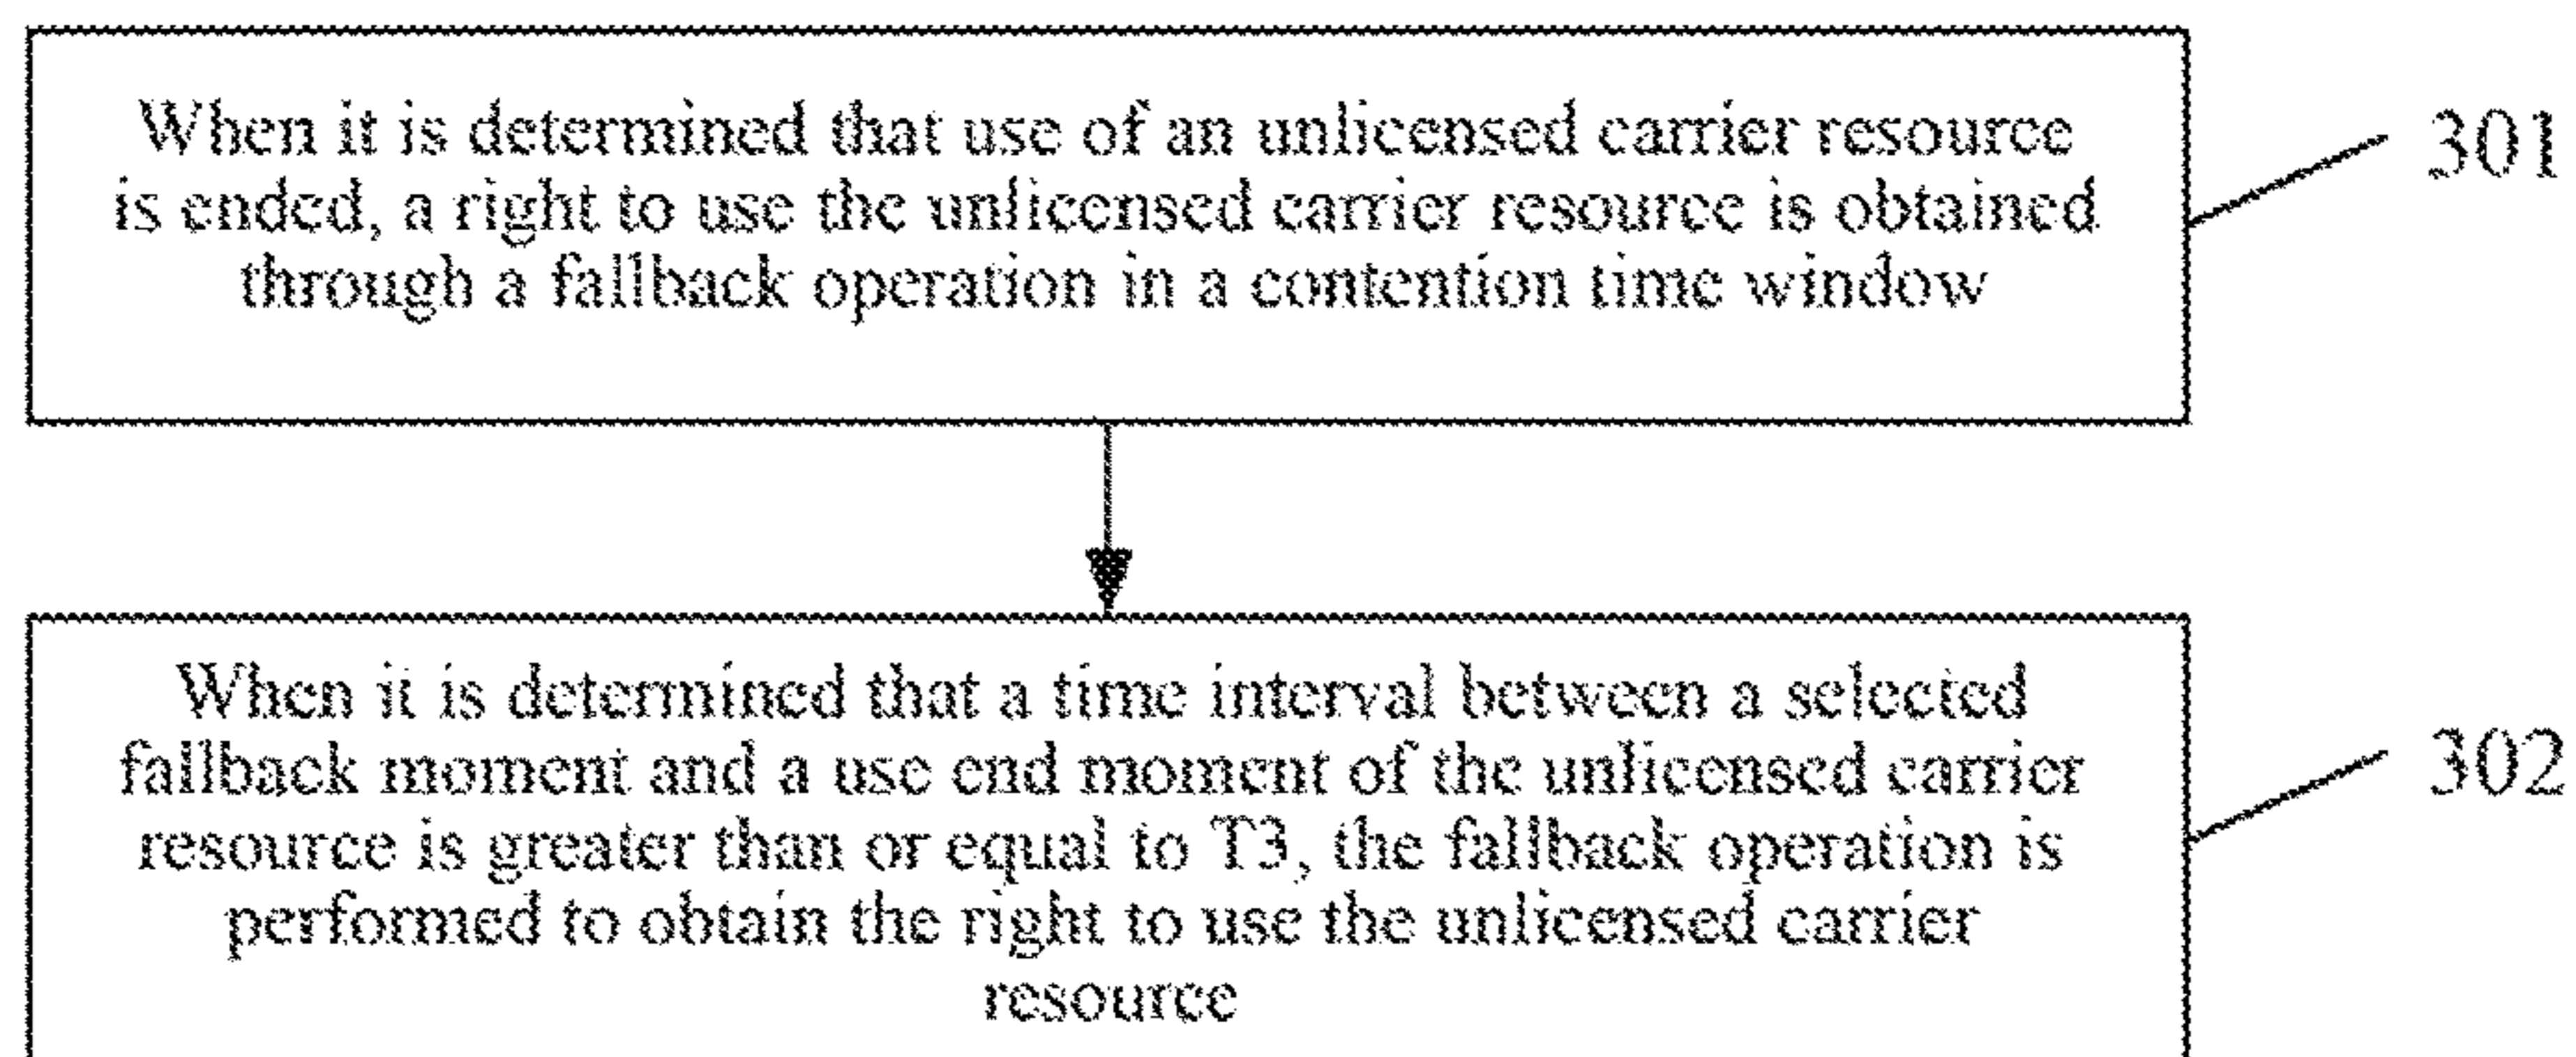 When it is determined that use of an unlicensed carrier resource
is ended, a right to use the unlicensed carrier resource is obtained
through a fallback operation in a contention time window
301
When it is determined that a time interval between a selected
fallback moment and a use end moment of the unlicensed carrier
resource is greater than or equal to T3, the fallback operation is
performed to obtain the right to use the unlicensed carrier
resource
302